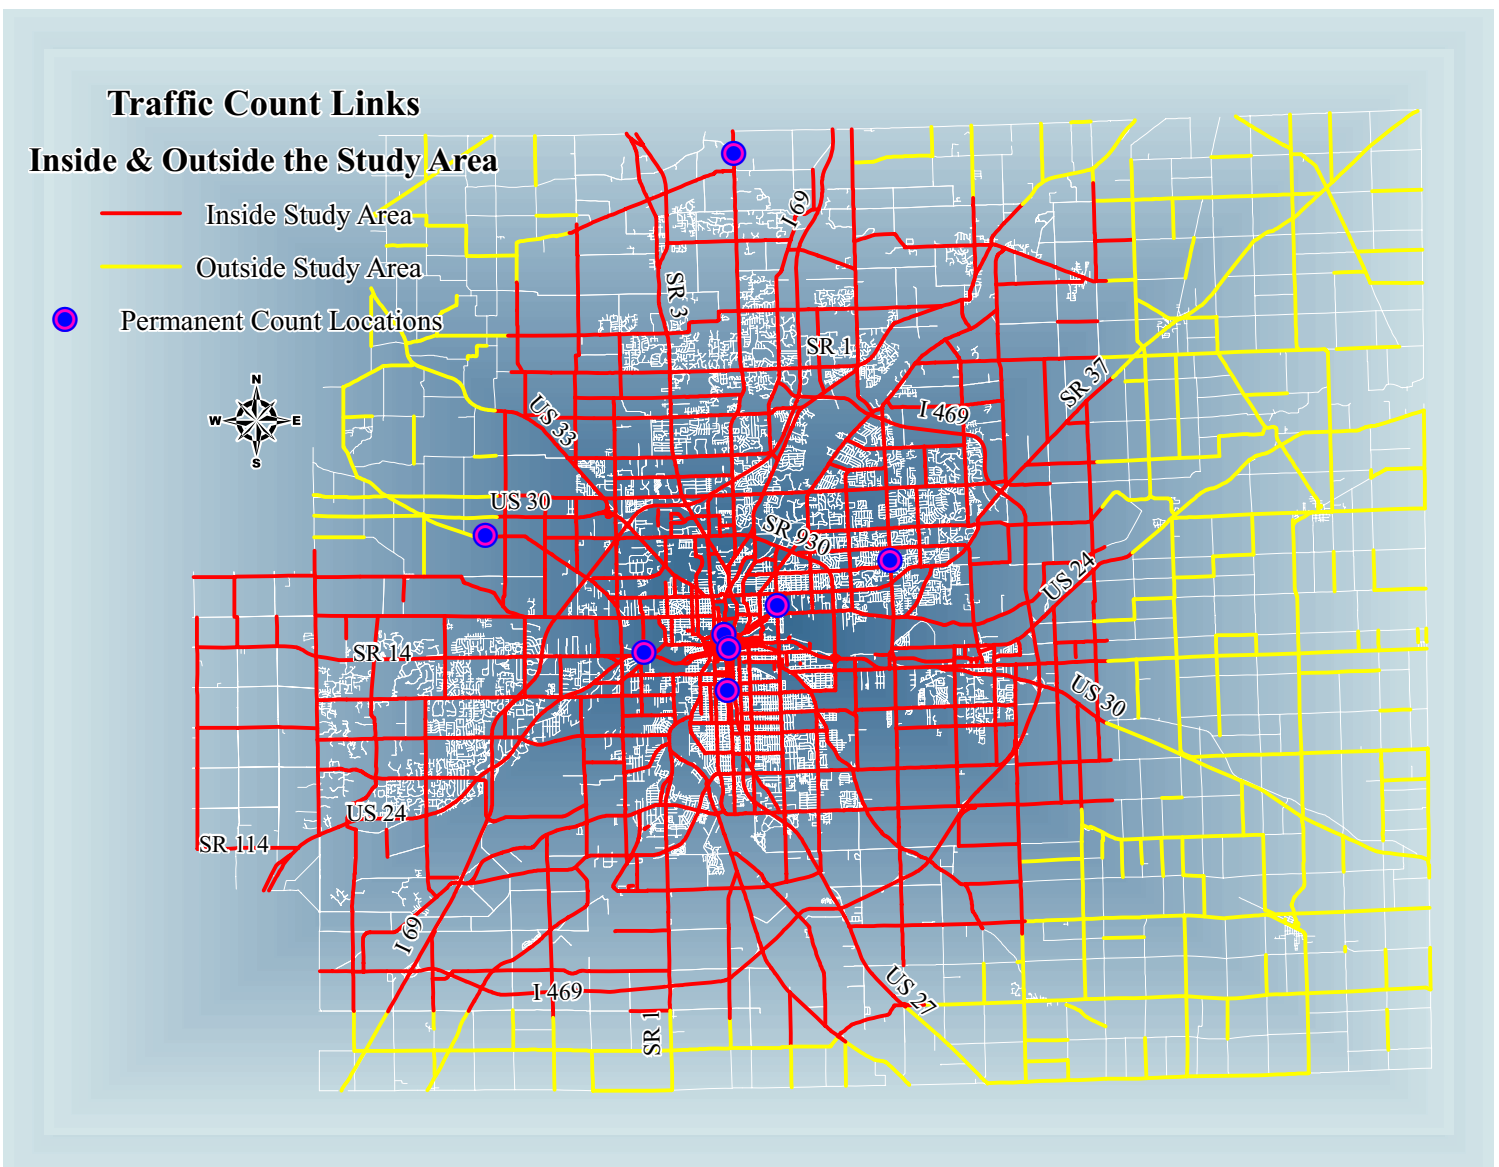 Traffic Count Links
Inside & Outside the Study Area
Inside Study Area
Outside Study Area
Permanent Count Locations
N
W E
S
I 69
SR 3
SR 1
SR 37
US 33
I 469
US 30
SR 930
US 24
SR 14
US 30
US 24
SR 114
I 69
I 469
US 27
SR 1